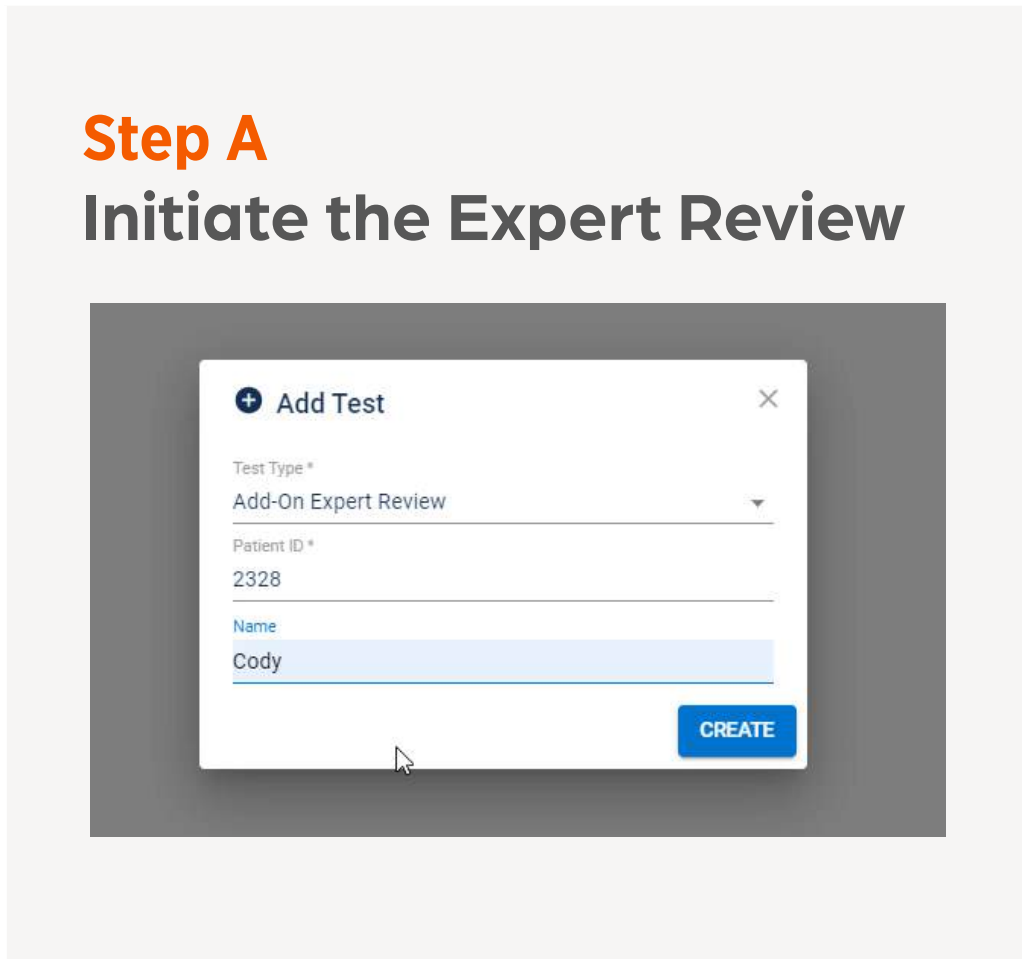 Step A
Initiate the Expert Review
Add Test
Test Type *
Add-On Expert Review
Patient ID *
2328
Name
Cody
CREATE